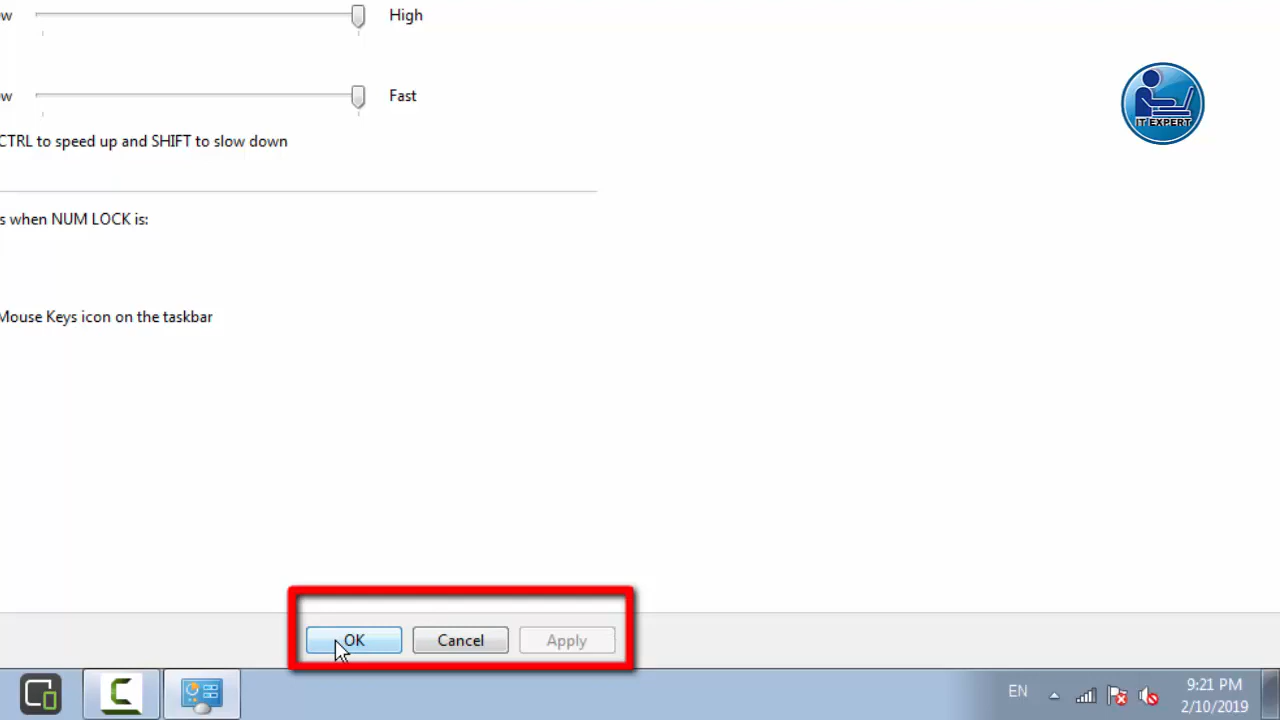 High
Fast
CTRL to speed up and SHIFT to slow down
when NUM LOCK is:
Mouse Keys icon on the taskbar
IT EXPERT
OK Cancel Apply
EN
9:21 PM
2/10/2019